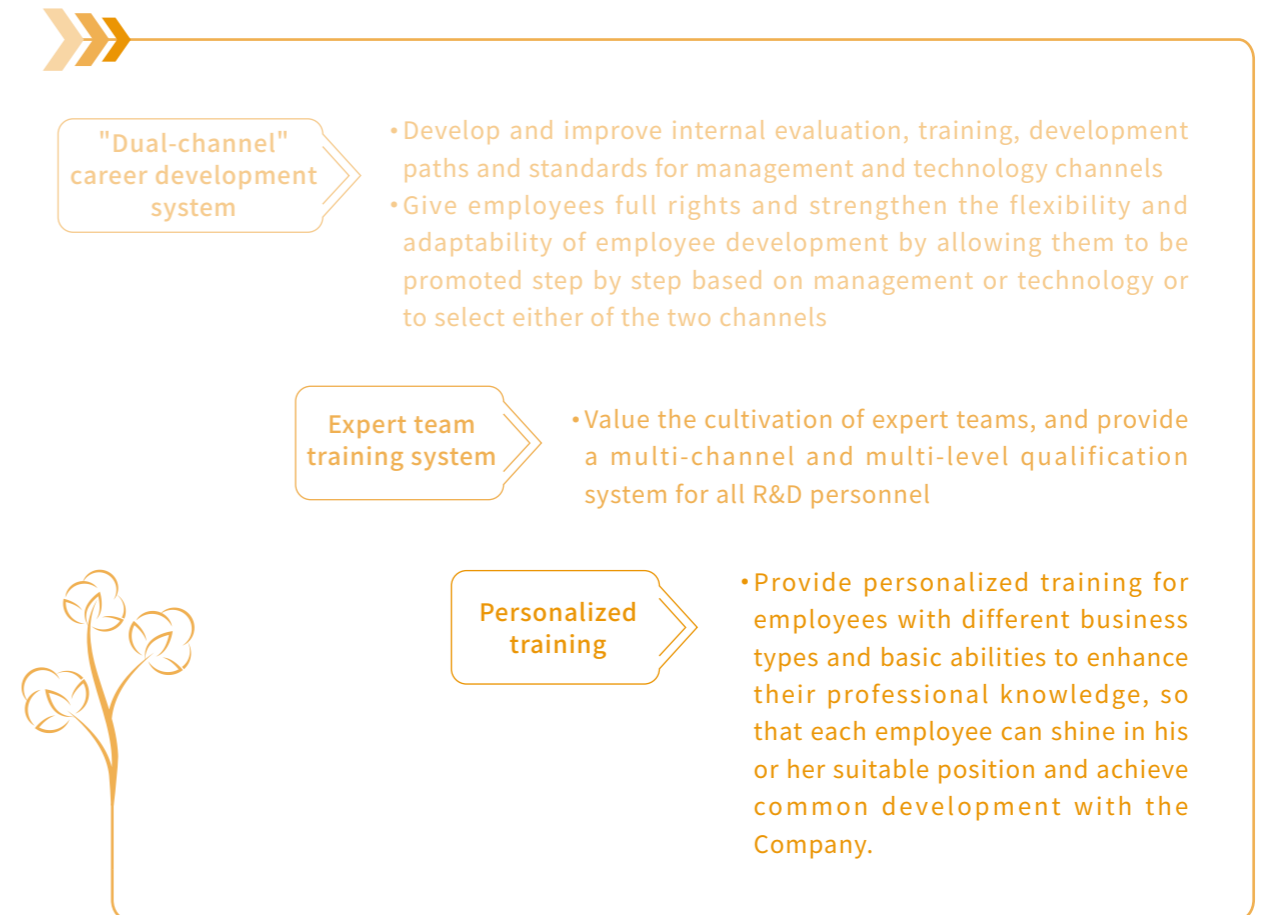 "Dual-channel"
career development
system
• Develop and improve internal evaluation, training, development
paths and standards for management and technology channels
• Give employees full rights and strengthen the flexibility and
adaptability of employee development by allowing them to be
promoted step by step based on management or technology or
to select either of the two channels
Expert team
training system
• Value the cultivation of expert teams, and provide
a multi-channel and multi-level qualification
system for all R&D personnel
Personalized
training
• Provide personalized training for
employees with different business
types and basic abilities to enhance
their professional knowledge, so
that each employee can shine in his
or her suitable position and achieve
common development with the
Company.